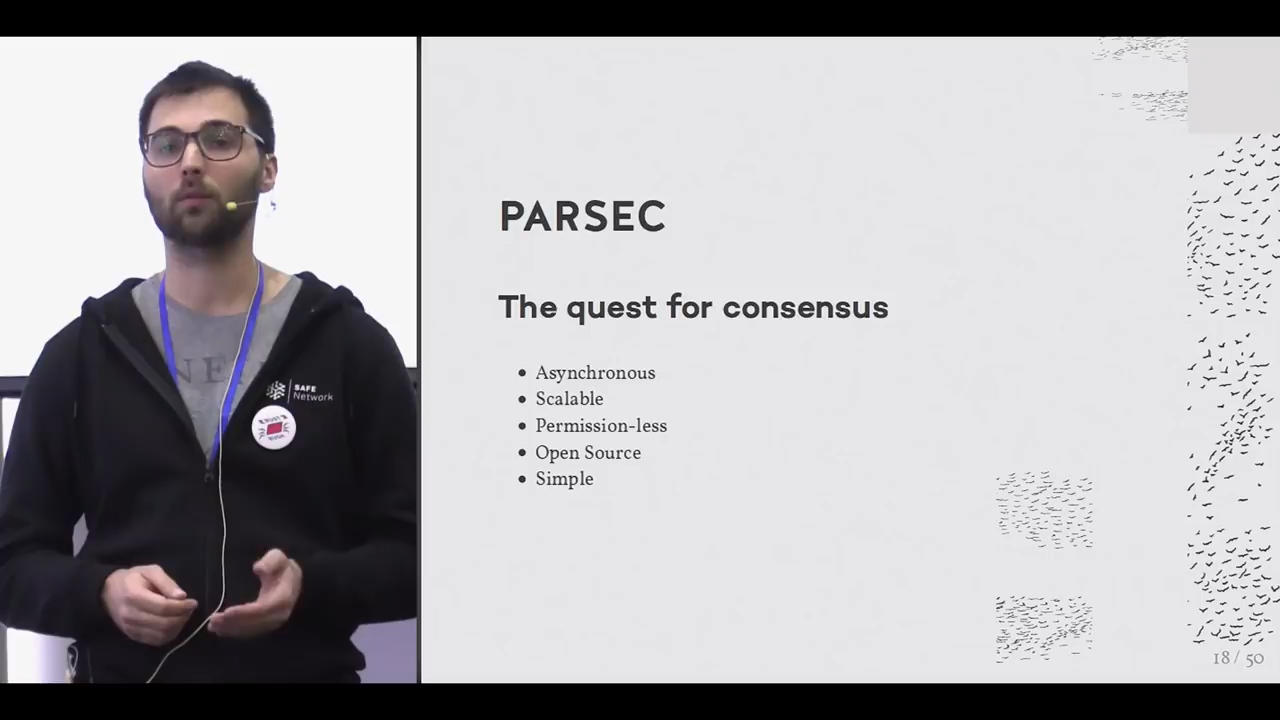 PARSEC
The quest for consensus
Asynchronous
Scalable
Permission-less
Open Source
Simple
SAFE
Network
18 / 50